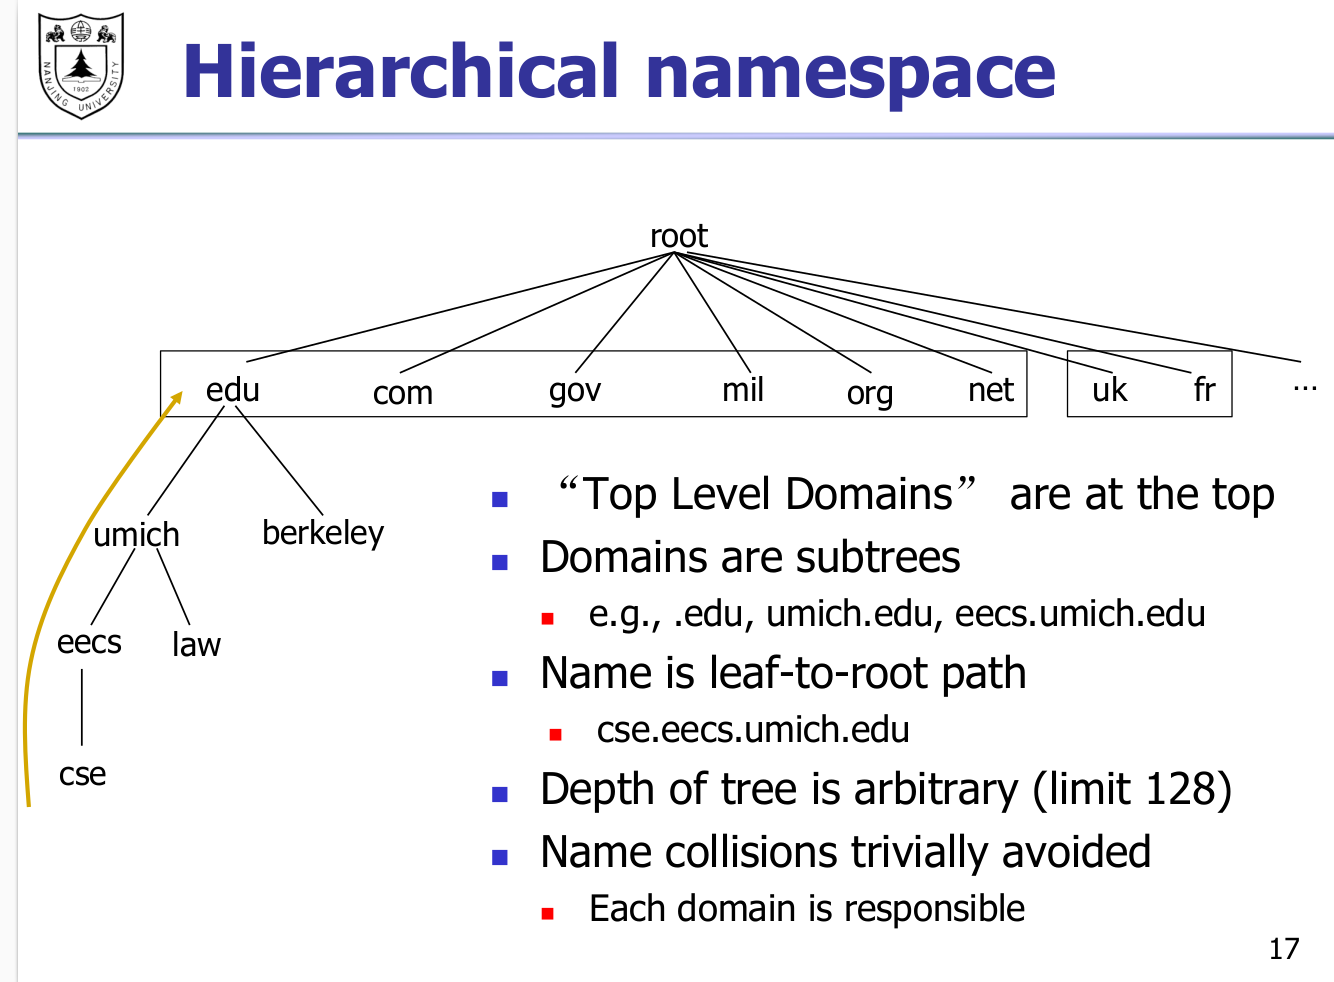 NANJING UNIVERSITY
1902
Hierarchical namespace
root
edu com gov mil org net uk fr ...
umich berkeley
eecs law
cse
“Top Level Domains” are at the top
Domains are subtrees
e.g., .edu, umich.edu, eecs.umich.edu
Name is leaf-to-root path
cse.eecs.umich.edu
Depth of tree is arbitrary (limit 128)
Name collisions trivially avoided
Each domain is responsible
17